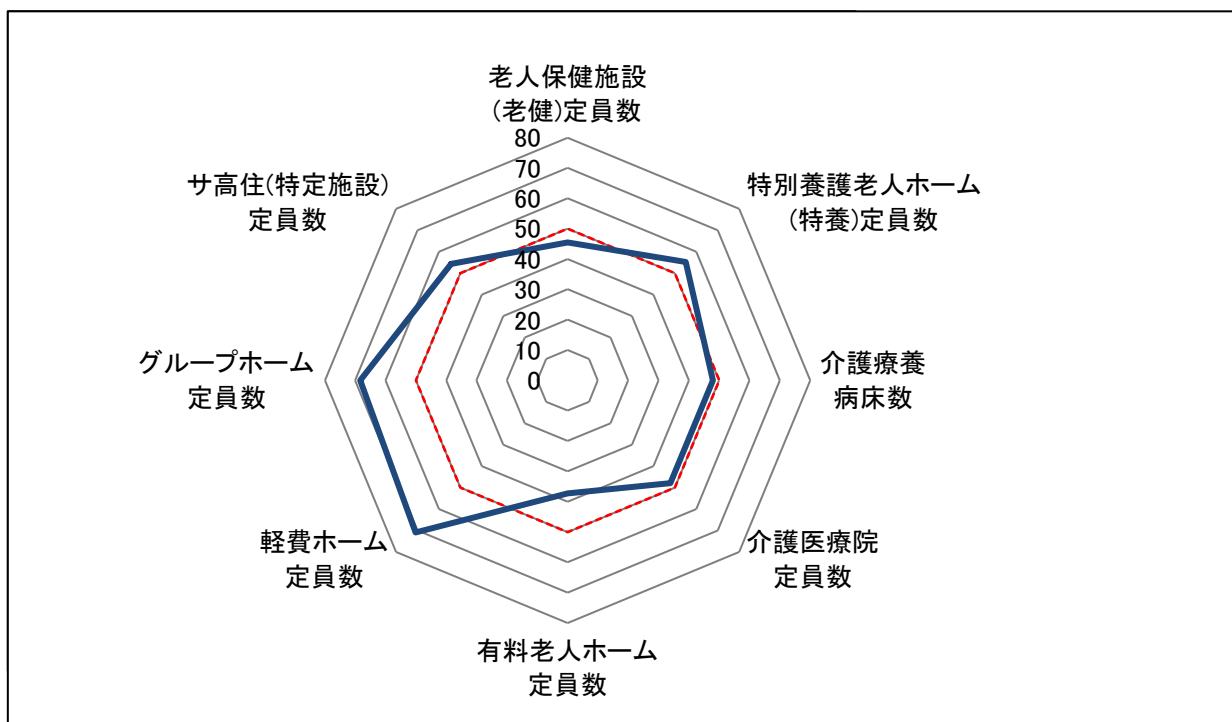 老人保健施設
(老健)定員数
特別養護老人ホーム
(特養)定員数
介護療養
病床数
介護医療院
定員数
有料老人ホーム
定員数
軽費ホーム
定員数
グループホーム
定員数
サ高住(特定施設)
定員数
80
70
60
50
40
30
20
10
0